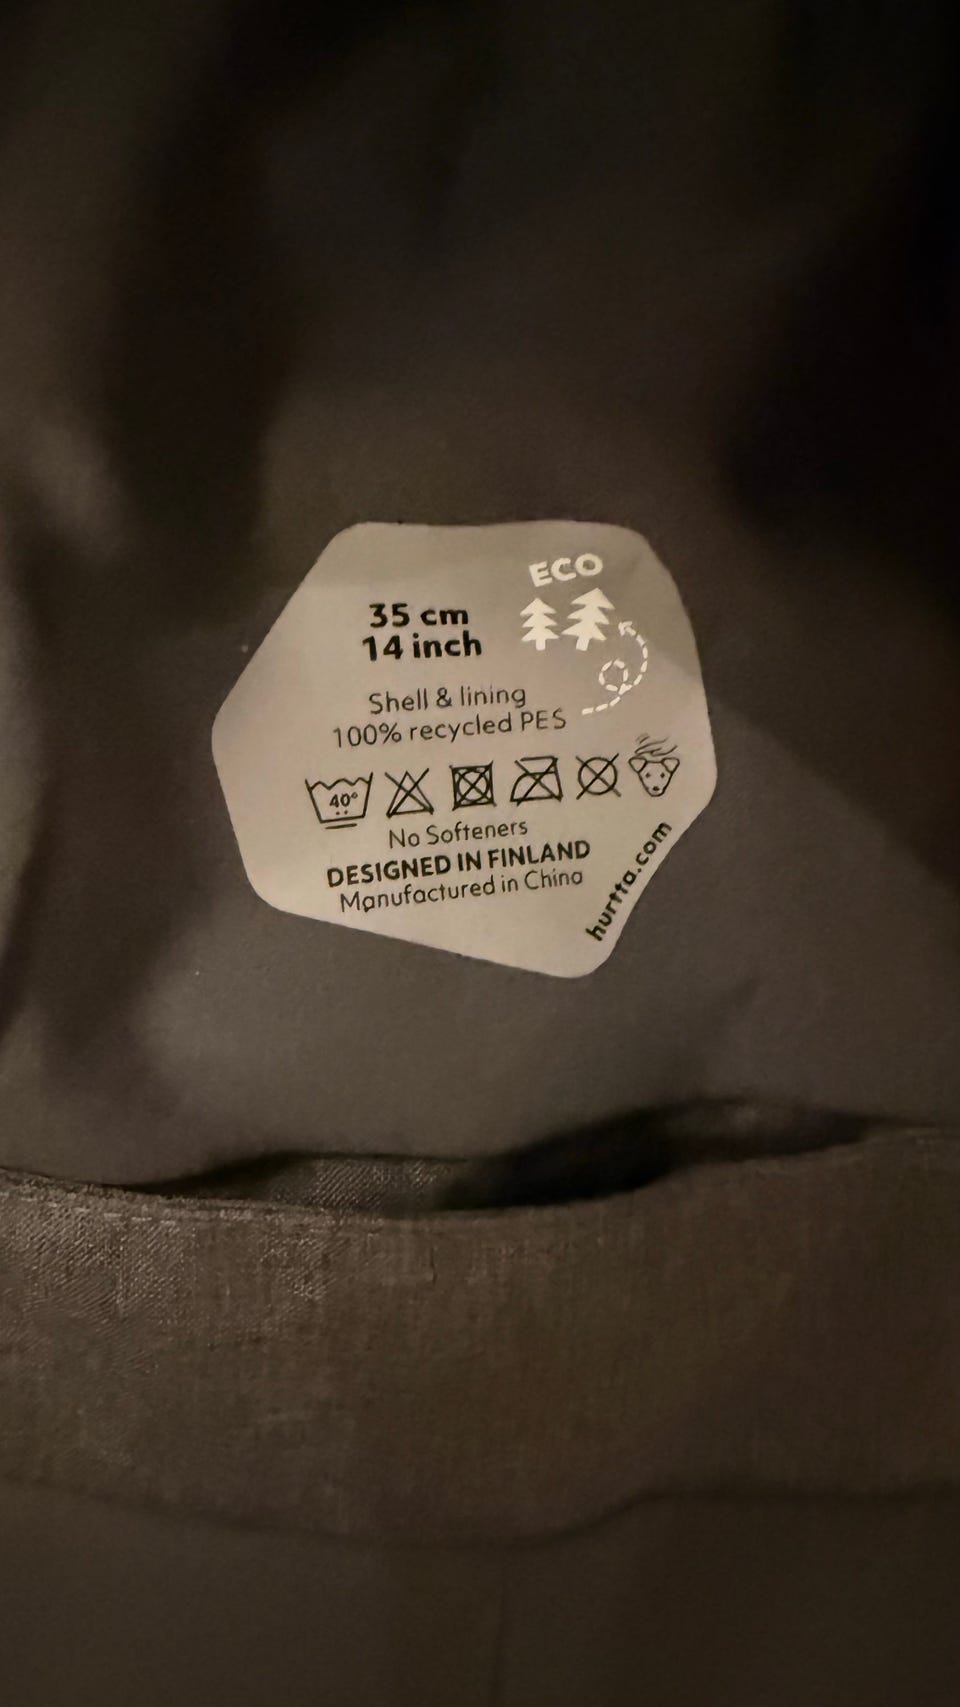 ECO
35 cm
14 inch
Shell & lining
100% recycled PES
40°
No Softeners
DESIGNED IN FINLAND
Manufactured in China
hurtta.com